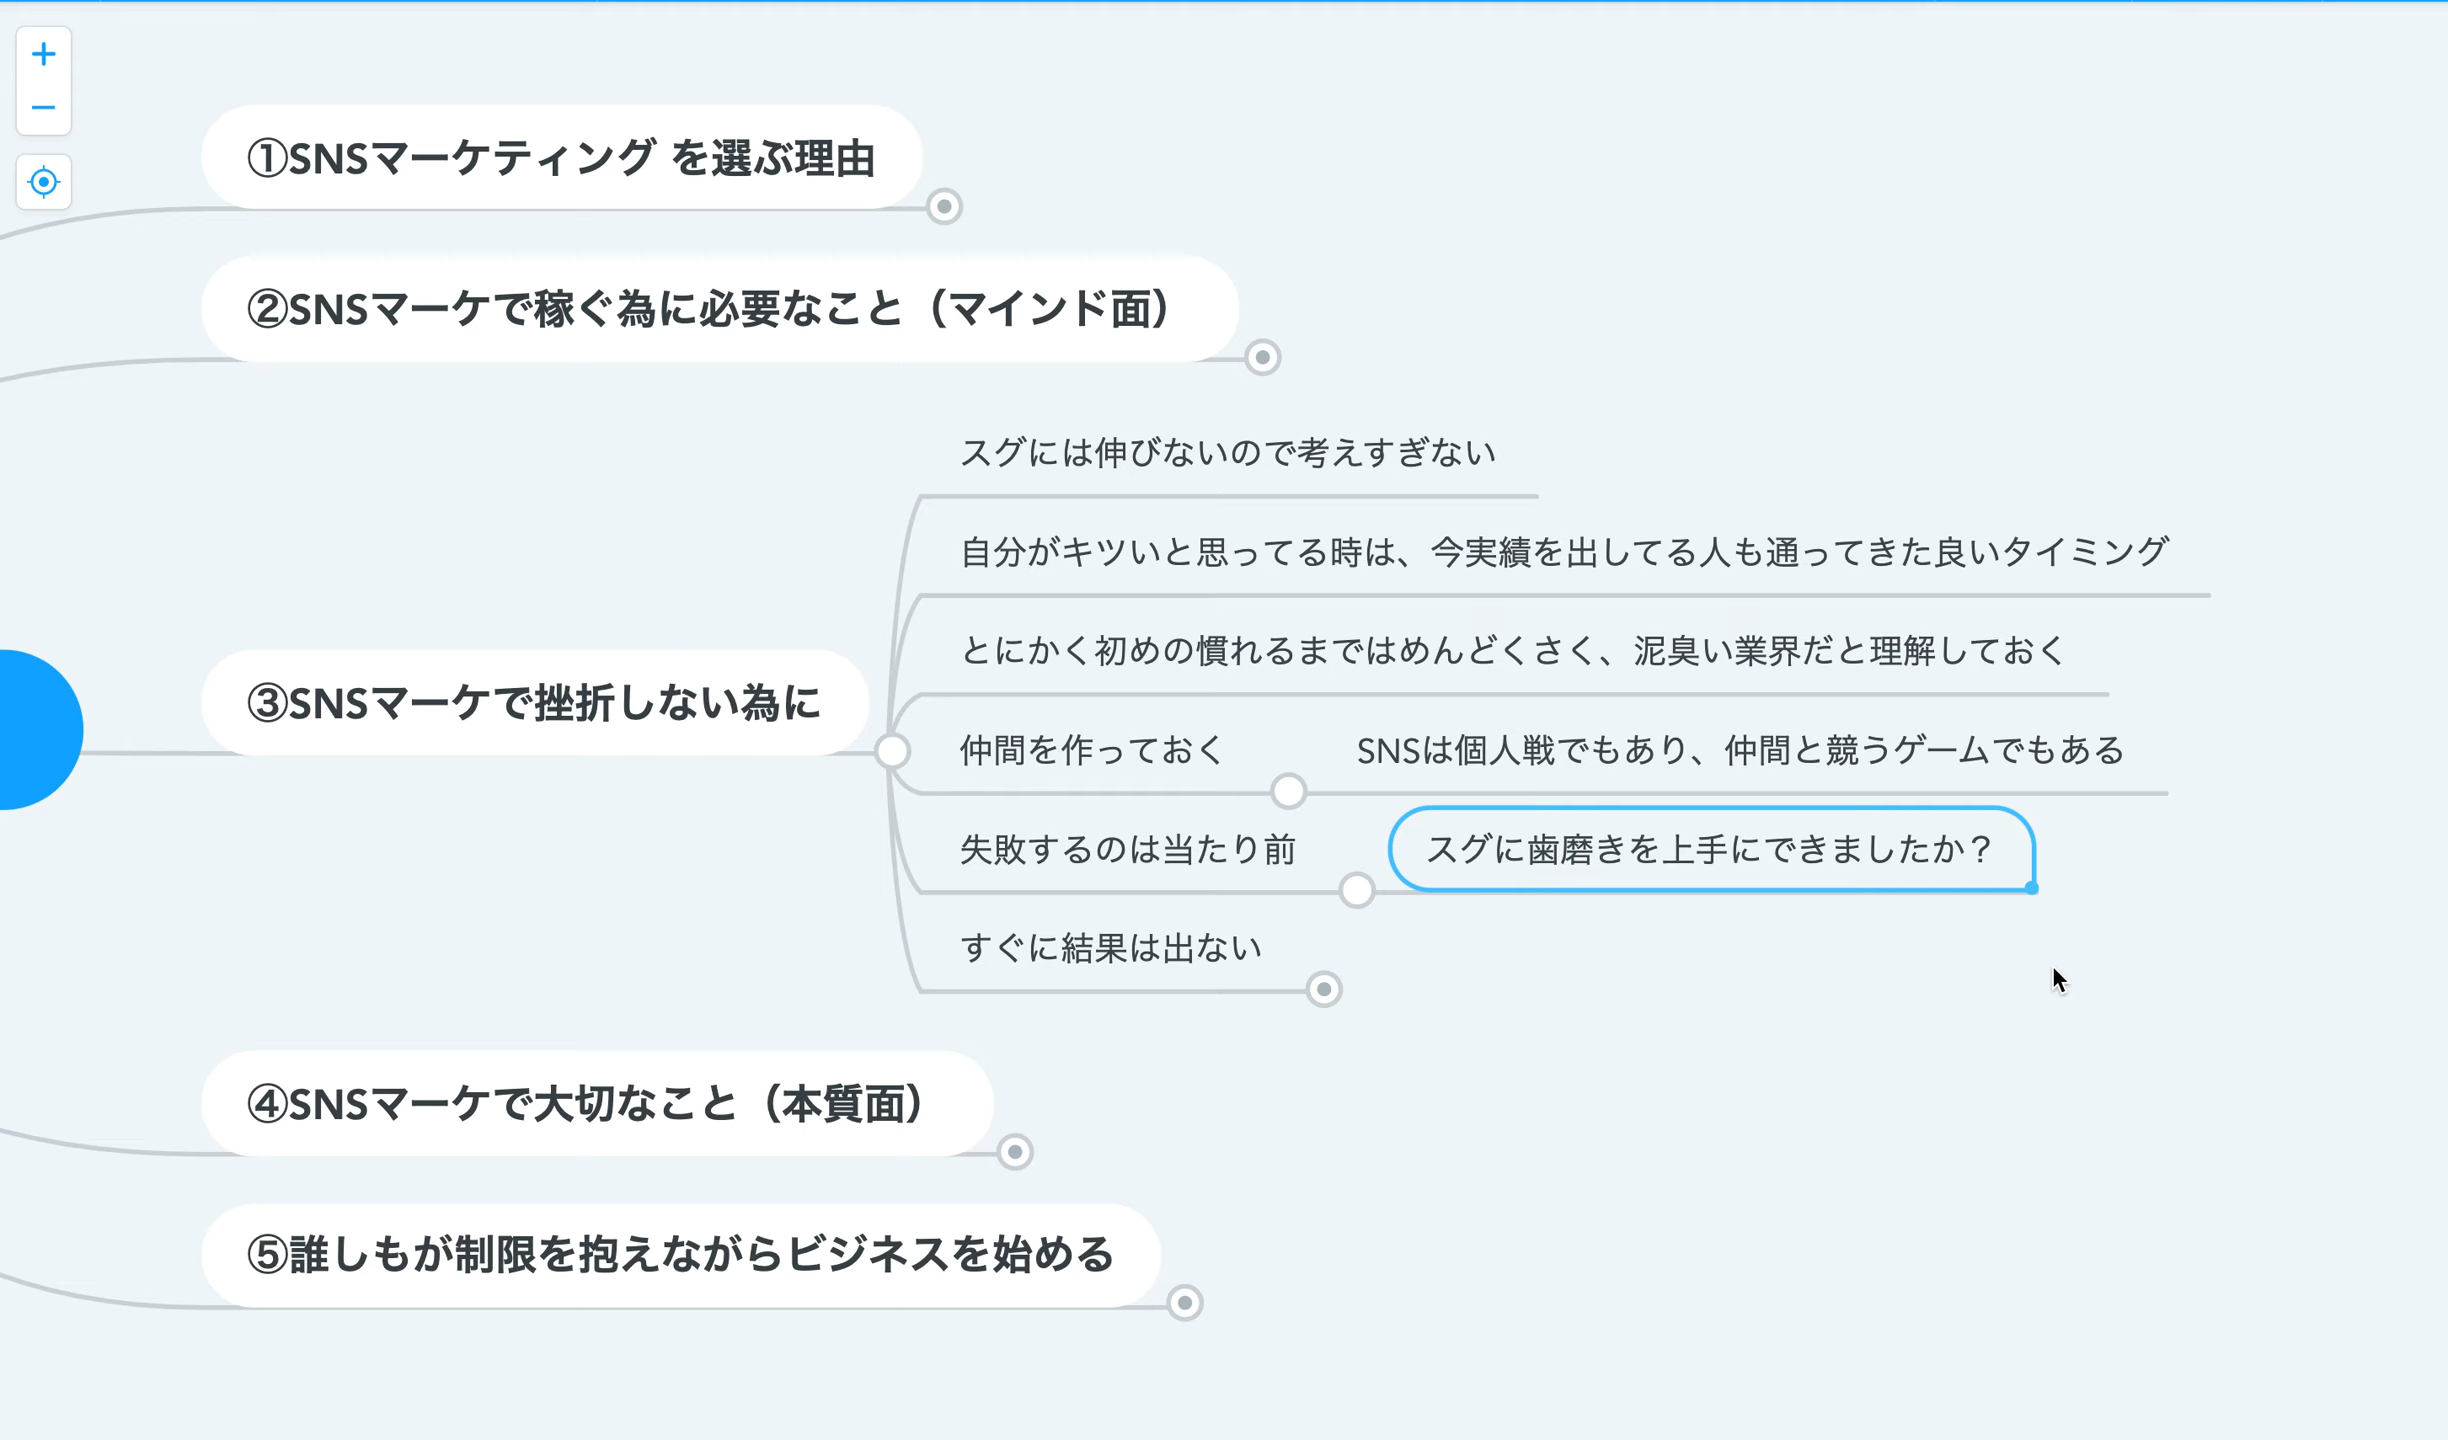 ①SNSマーケティング を選ぶ理由
②SNSマーケで稼ぐ為に必要なこと（マインド面）
スグには伸びないので考えすぎない
自分がキツいと思ってる時は、今実績を出してる人も通ってきた良いタイミング
とにかく初めの慣れるまではめんどくさく、泥臭い業界だと理解しておく
③SNSマーケで挫折しない為に
仲間を作っておく
SNSは個人戦でもあり、仲間と競うゲームでもある
失敗するのは当たり前
スグに歯磨きを上手にできましたか？
すぐに結果は出ない
④SNSマーケで大切なこと（本質面）
⑤誰しもが制限を抱えながらビジネスを始める